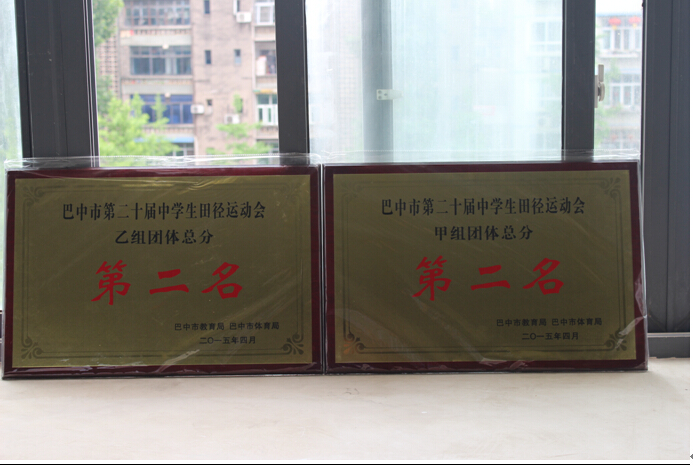 巴中市第二十届中学生田径运动会
乙组团体总分
第二名
巴中市教育局 巴中市体育局
二〇一五年四月
巴中市第二十届中学生田径运动会
甲组团体总分
第二名
巴中市教育局 巴中市体育局
二〇一五年四月